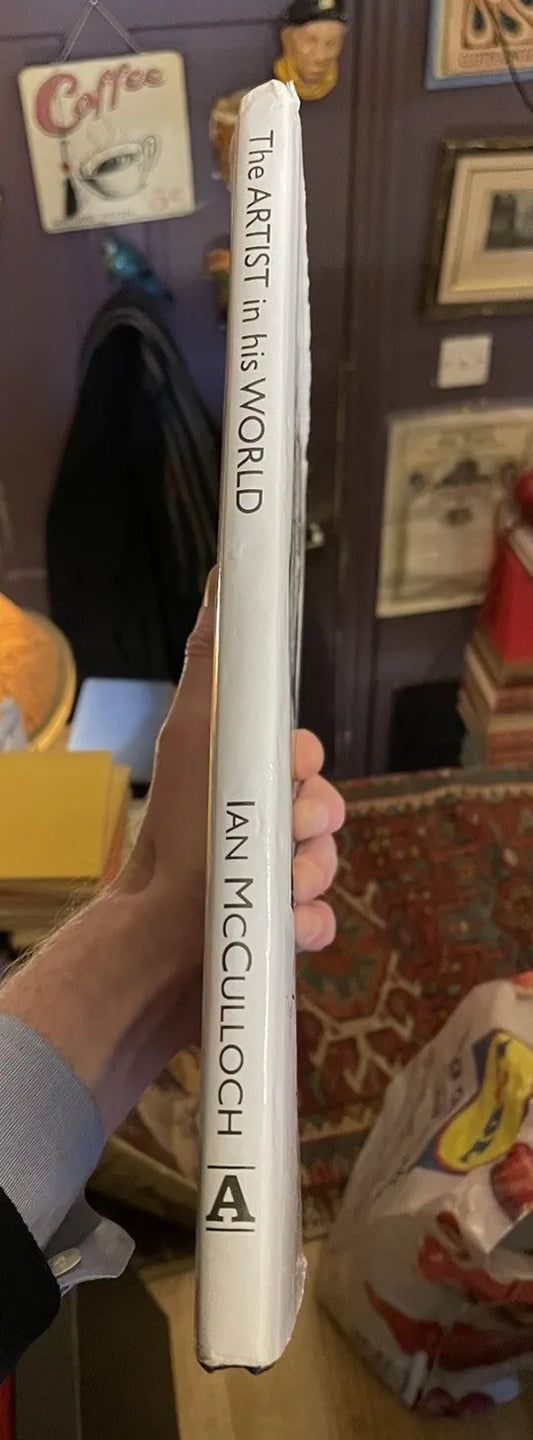 Coffee
The ARTIST in his WORLD
IAN MCCULLOCH
A